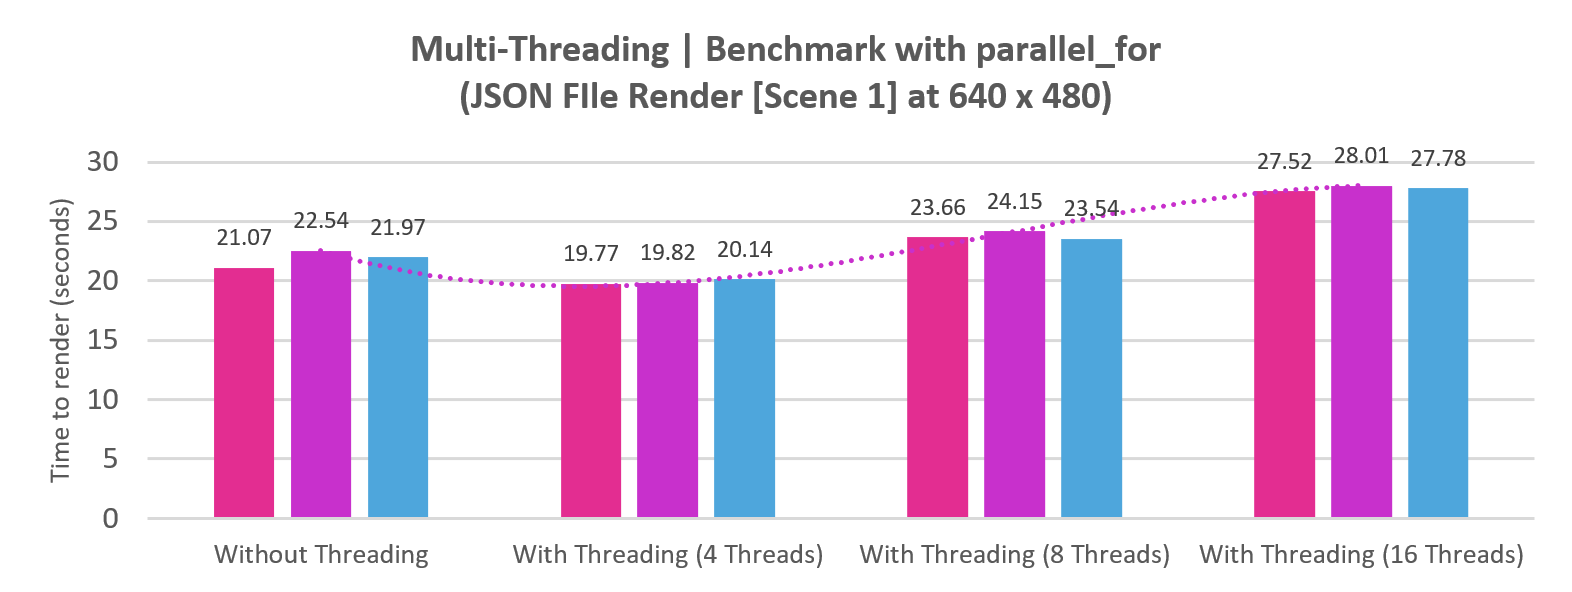 Multi-Threading | Benchmark with parallel_for
(JSON FIle Render [Scene 1] at 640 x 480)
Time to render (seconds)
30
25
20
15
10
5
0
21.07
22.54
21.97
19.77
19.82
20.14
23.66
24.15
23.54
27.52
28.01
27.78
Without Threading
With Threading (4 Threads)
With Threading (8 Threads)
With Threading (16 Threads)